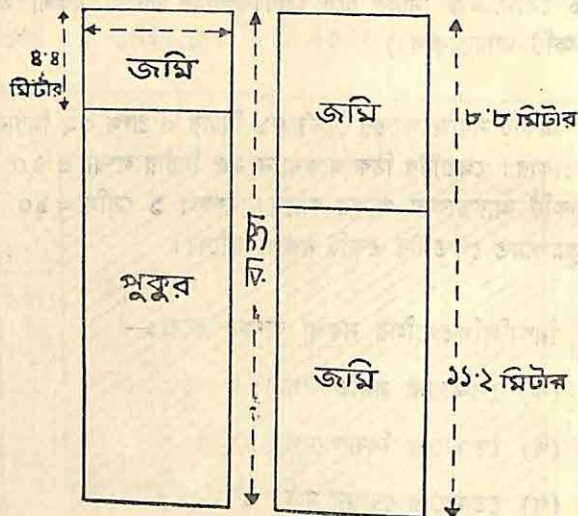 ৪·৪
মিটার
জমি
পুকুর
রাস্তা
জমি
৮·৮ মিটার
জমি
১১·২ মিটার